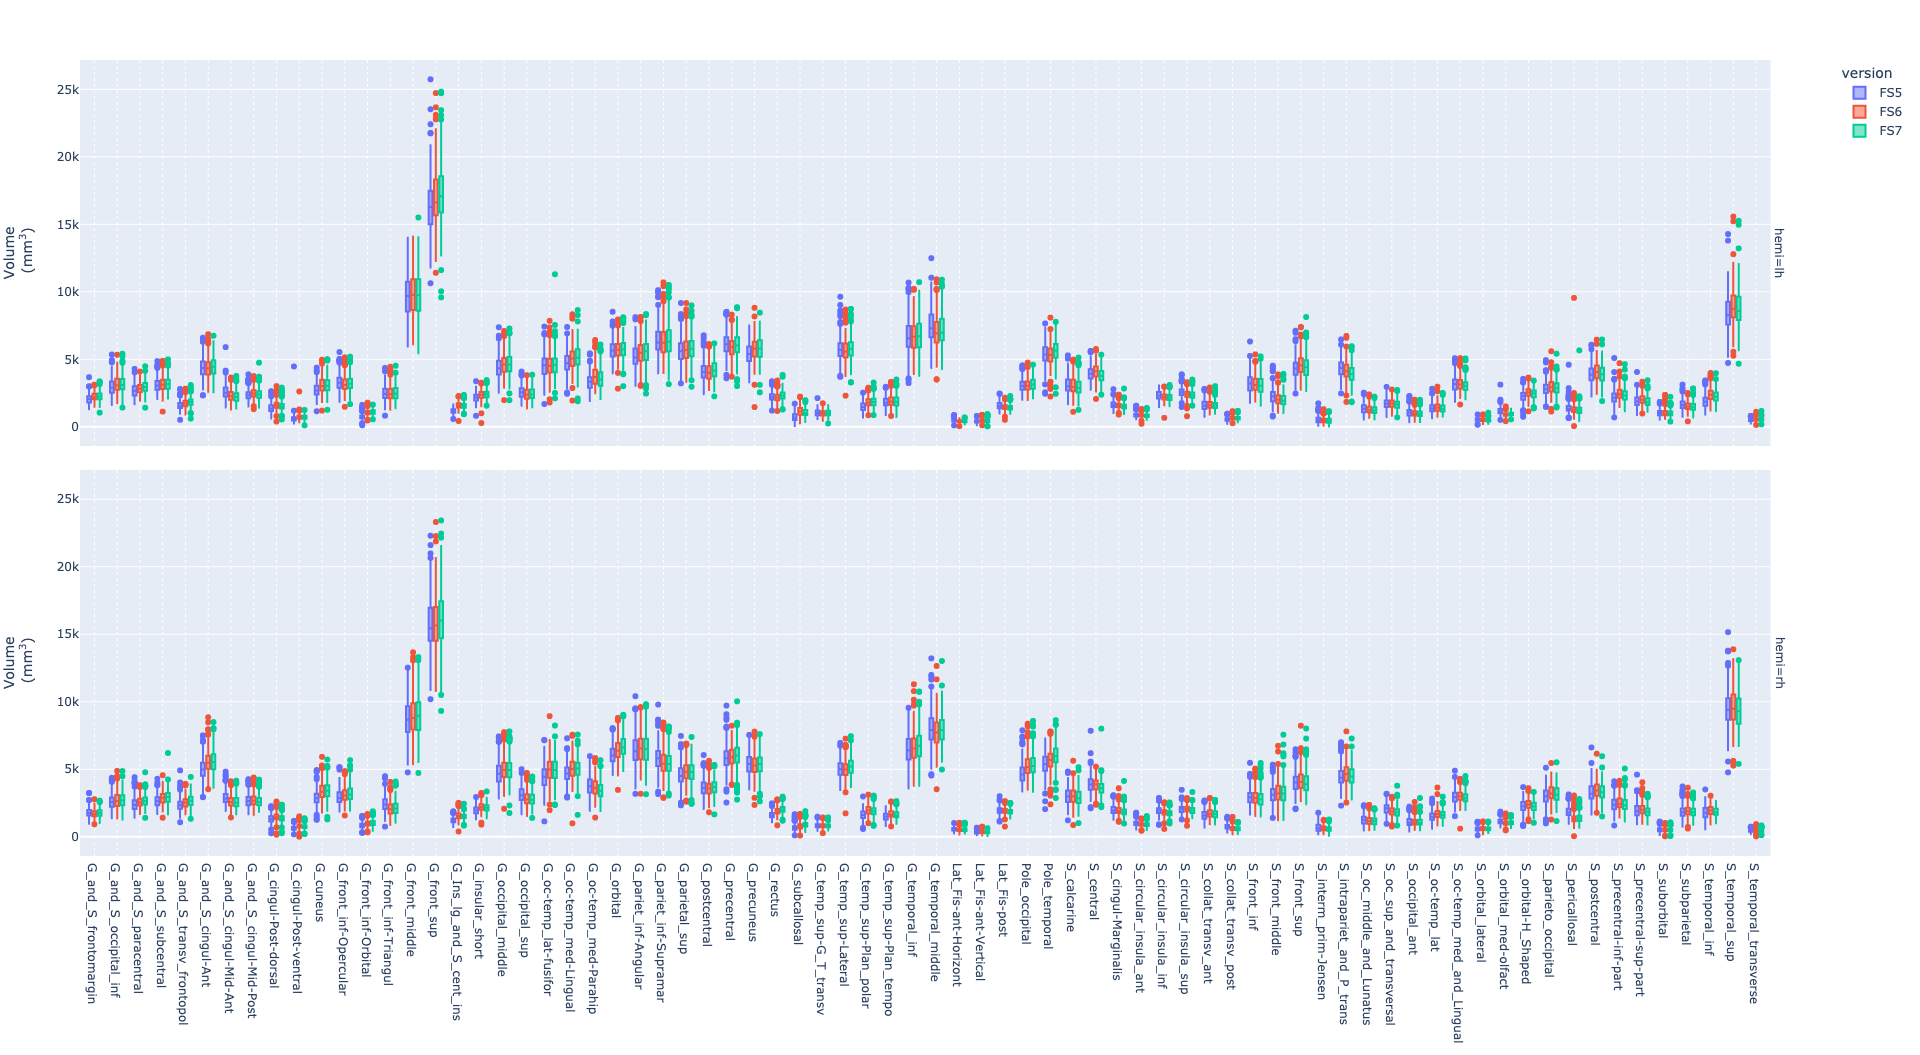 version
FS5
FS6
FS7
25k
20k
15k
10k
5k
0
Volume
(mm³)
hemi=lh
25k
20k
15k
10k
5k
0
Volume
(mm³)
hemi=rh
G_and_S_frontomargin
G_and_S_occipital_inf
G_and_S_paracentral
G_and_S_subcentral
G_and_S_transv_frontopol
G_and_S_cingul-Ant
G_and_S_cingul-Mid-Ant
G_and_S_cingul-Mid-Post
G_cingul-Post-dorsal
G_cingul-Post-ventral
G_cuneus
G_front_inf-Opercular
G_front_inf-Orbital
G_front_inf-Triangul
G_front_middle
G_front_sup
G_Ins_lg_and_S_cent_ins
G_insular_short
G_occipital_middle
G_occipital_sup
G_oc-temp_lat-fusifor
G_oc-temp_med-Lingual
G_oc-temp_med-Parahip
G_orbital
G_pariet_inf-Angular
G_pariet_inf-Supramar
G_parietal_sup
G_postcentral
G_precentral
G_precuneus
G_rectus
G_subcallosal
G_temp_sup-G_T_transv
G_temp_sup-Lateral
G_temp_sup-Plan_polar
G_temp_sup-Plan_tempo
G_temporal_inf
G_temporal_middle
Lat_Fis-ant-Horizont
Lat_Fis-ant-Vertical
Lat_Fis-post
Pole_occipital
Pole_temporal
S_calcarine
S_central
S_cingul-Marginalis
S_circular_insula_ant
S_circular_insula_inf
S_circular_insula_sup
S_collat_transv_ant
S_collat_transv_post
S_front_inf
S_front_middle
S_front_sup
S_interm_prim-Jensen
S_intrapariet_and_P_trans
S_oc_middle_and_Lunatus
S_oc_sup_and_transversal
S_occipital_ant
S_oc-temp_lat
S_oc-temp_med_and_Lingual
S_orbital_lateral
S_orbital_med-olfact
S_orbital-H_Shaped
S_parieto_occipital
S_pericallosal
S_postcentral
S_precentral-inf-part
S_precentral-sup-part
S_suborbital
S_subparietal
S_temporal_inf
S_temporal_sup
S_temporal_transverse